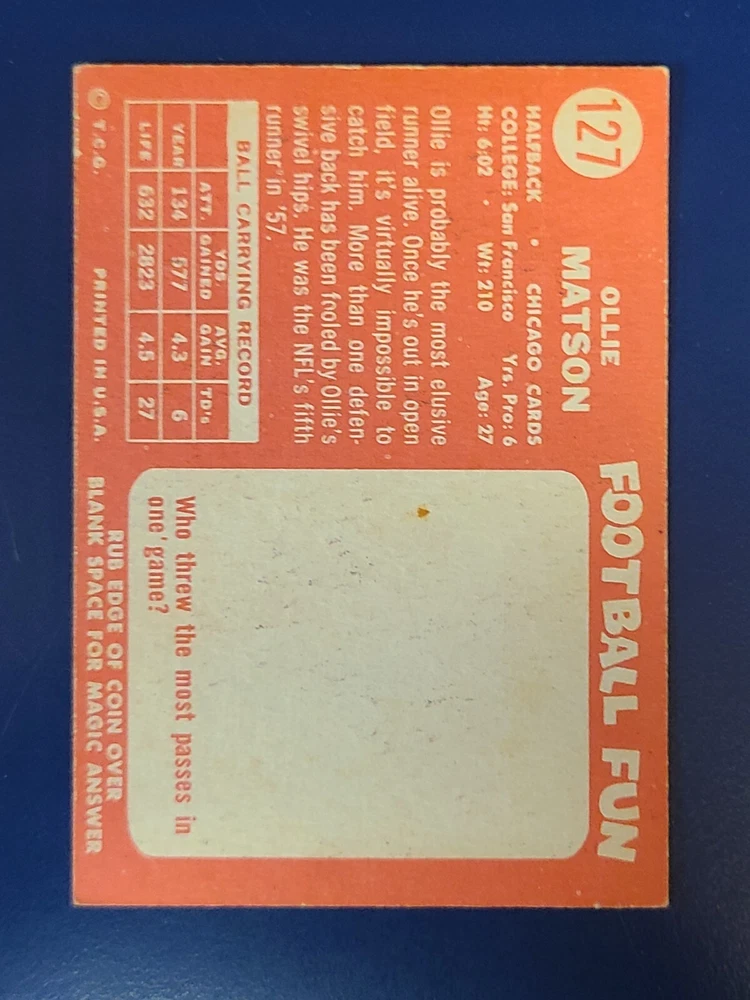 127
OLLIE
MATSON
HALFBACK • CHICAGO CARDS
COLLEGE: San Francisco Yrs. Pro: 6
Ht: 6:02 • Wt: 210 Age: 27
Ollie is probably the most elusive
runner alive. Once he's out in open
field, it's virtually impossible to
catch him. More than one defen-
sive back has been fooled by Ollie's
swivel hips. He was the NFL's fifth
runner in '57.
BALL CARRYING RECORD
ATT. YDS. GAINED AVG. GAIN TD's
YEAR 134 577 4.3 6
LIFE 632 2823 4.5 27
© T.C.G. PRINTED IN U.S.A.
FOOTBALL FUN
Who threw the most passes in
one game?
RUB EDGE OF COIN OVER
BLANK SPACE FOR MAGIC ANSWER